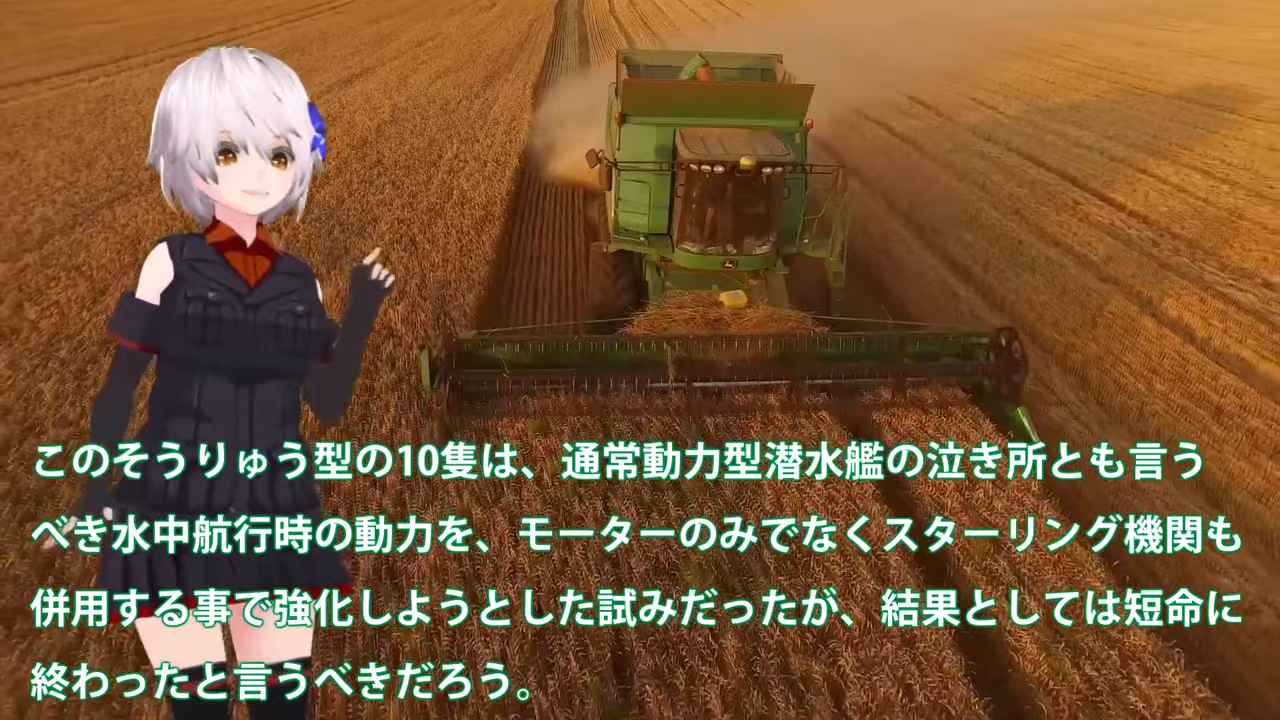 このそうりゅう型の10隻は、通常動力型潜水艦の泣き所とも言う
べき水中航行時の動力を、モーターのみでなくスターリング機関も
併用する事で強化しようとした試みだったが、結果としては短命に
終わったと言うべきだろう。